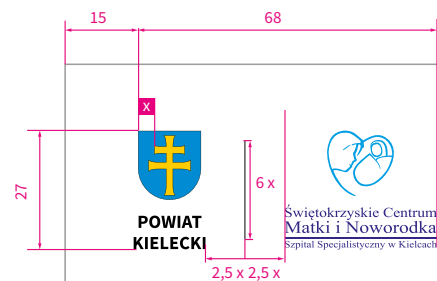 15
68
x
27
6 x
POWIAT
KIELECKI
Świętokrzyskie Centrum
Matki i Noworodka
Szpital Specjalistyczny w Kielcach
2,5 x 2,5 x